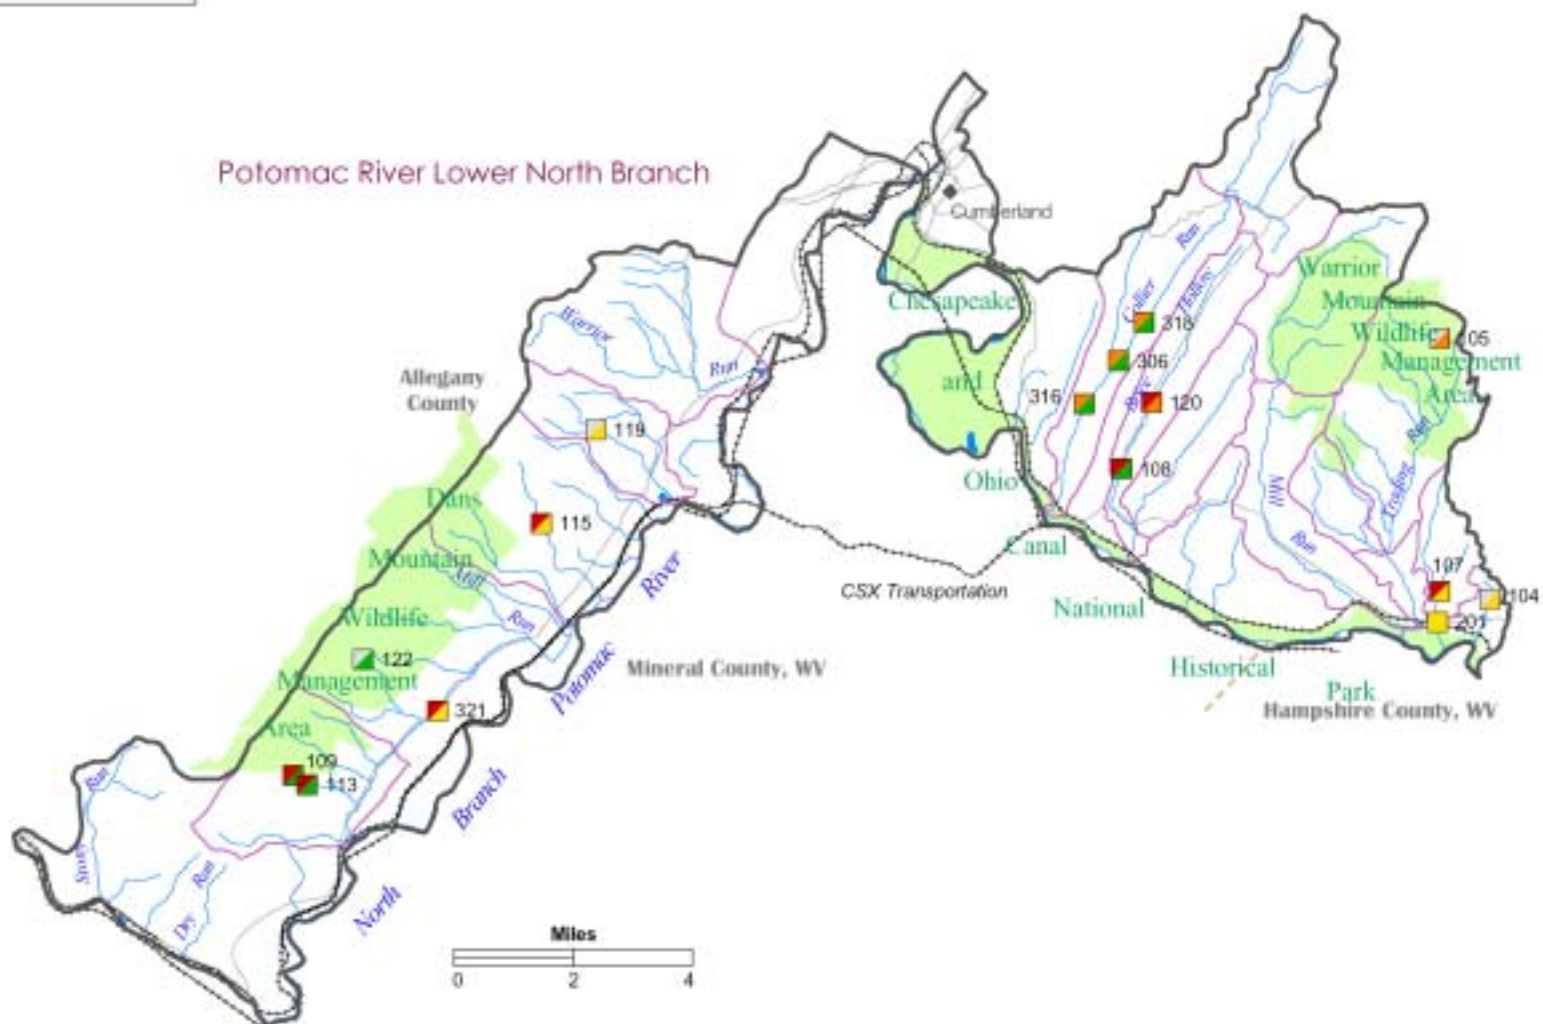 Potomac River Lower North Branch
Cumberland
Chesapeake
and
Ohio
Canal
National
Historical
Park
Warrior
Mountain
Wildlife
Management
Area
Warrior
Run
Allegany
County
Collier
Run
Hollow
318
306
316
120
108
Mill
Run
Trading
Run
119
115
Dans
Mountain
Wildlife
Management
Area
Mill
Run
122
321
109
113
CSX Transportation
104
201
Mineral County, WV
Hampshire County, WV
North
Branch
Potomac
River
Run
Dry
Run
Miles
0
2
4